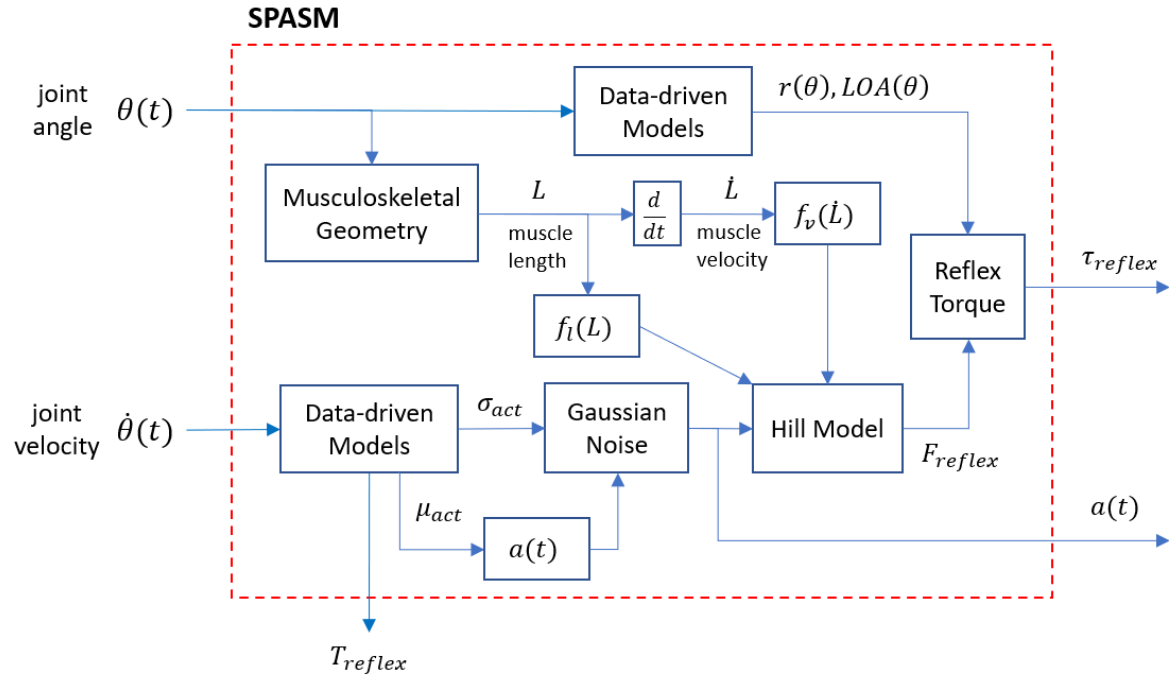 SPASM
joint
angle
θ(t)
Data-driven
Models
r(θ), LOA(θ)
Musculoskeletal
Geometry
L
muscle
length
d
dt
L̇
muscle
velocity
f_v(L̇)
f_l(L)
Reflex
Torque
τ_reflex
joint
velocity
θ̇(t)
Data-driven
Models
σ_act
Gaussian
Noise
Hill Model
F_reflex
μ_act
a(t)
a(t)
T_reflex